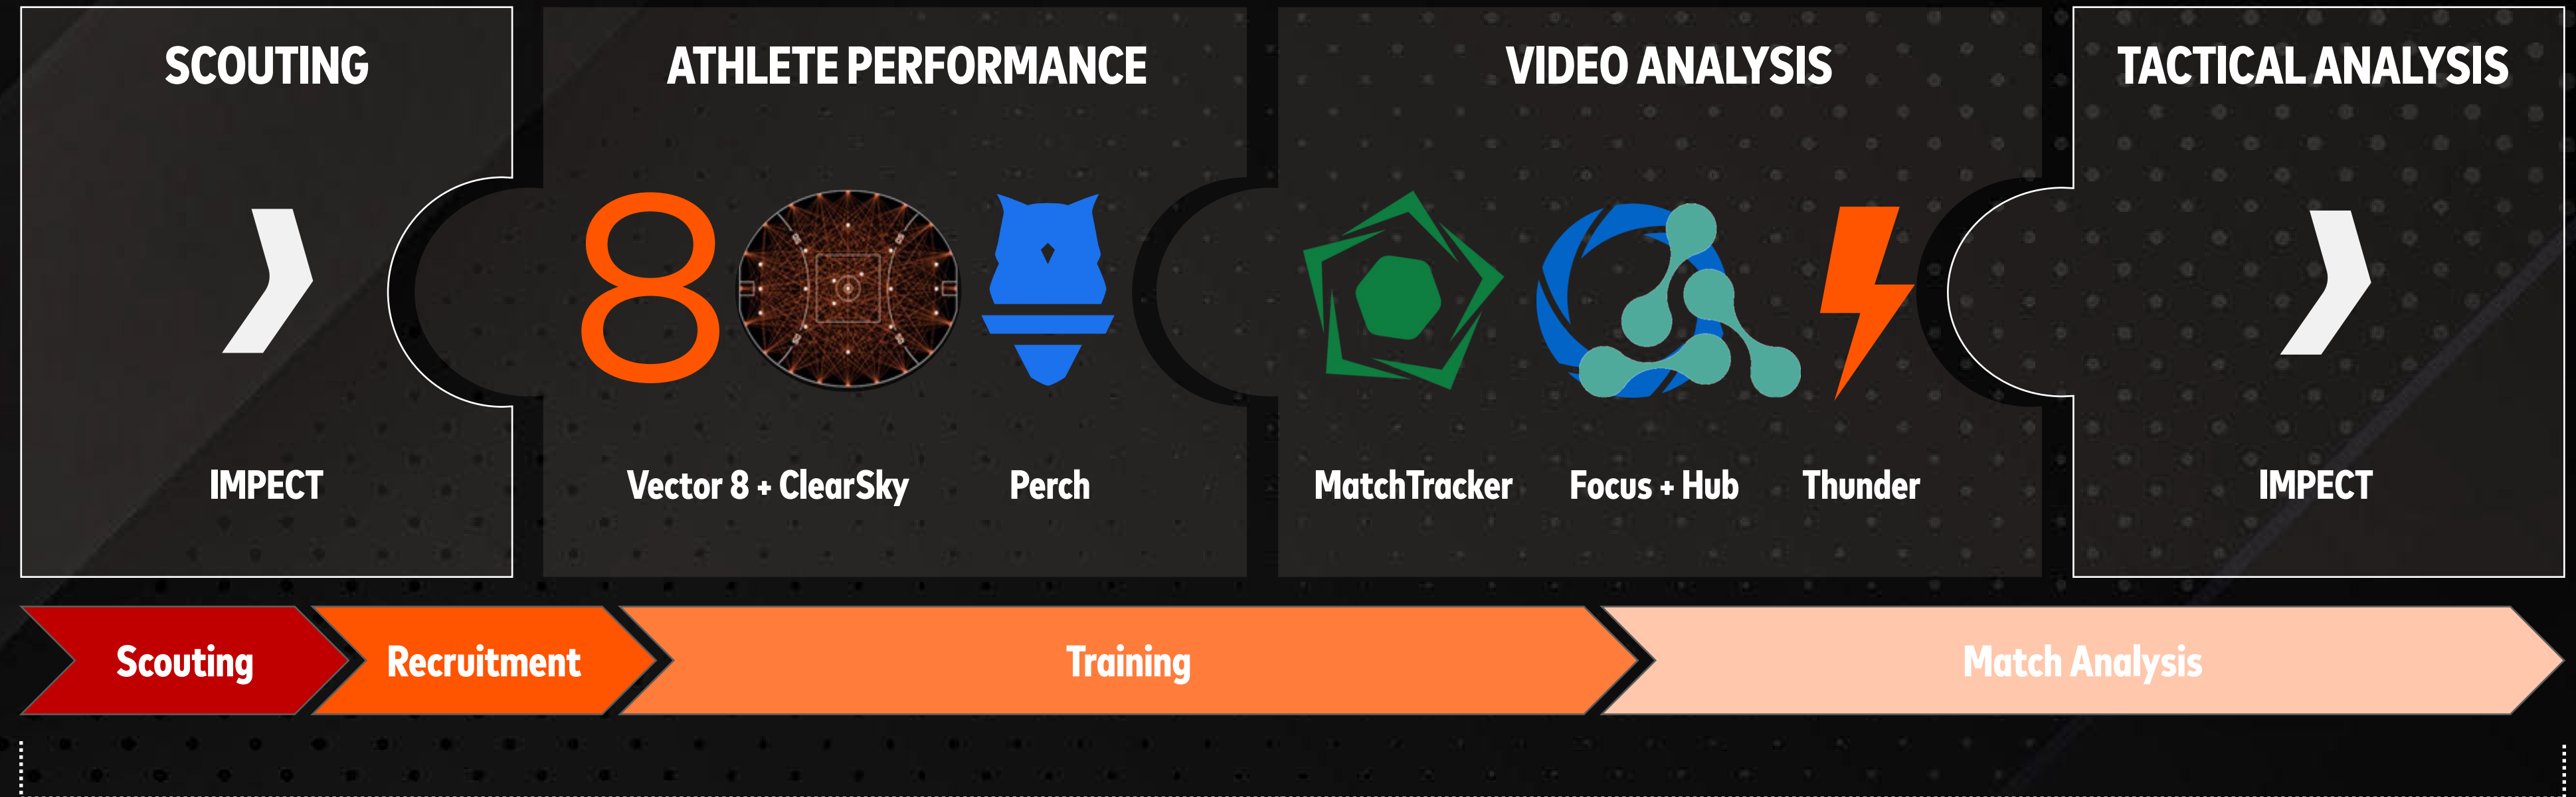 SCOUTING
ATHLETE PERFORMANCE
VIDEO ANALYSIS
TACTICAL ANALYSIS
8
IMPECT
Vector 8 + ClearSky
Perch
MatchTracker
Focus + Hub
Thunder
IMPECT
Scouting
Recruitment
Training
Match Analysis